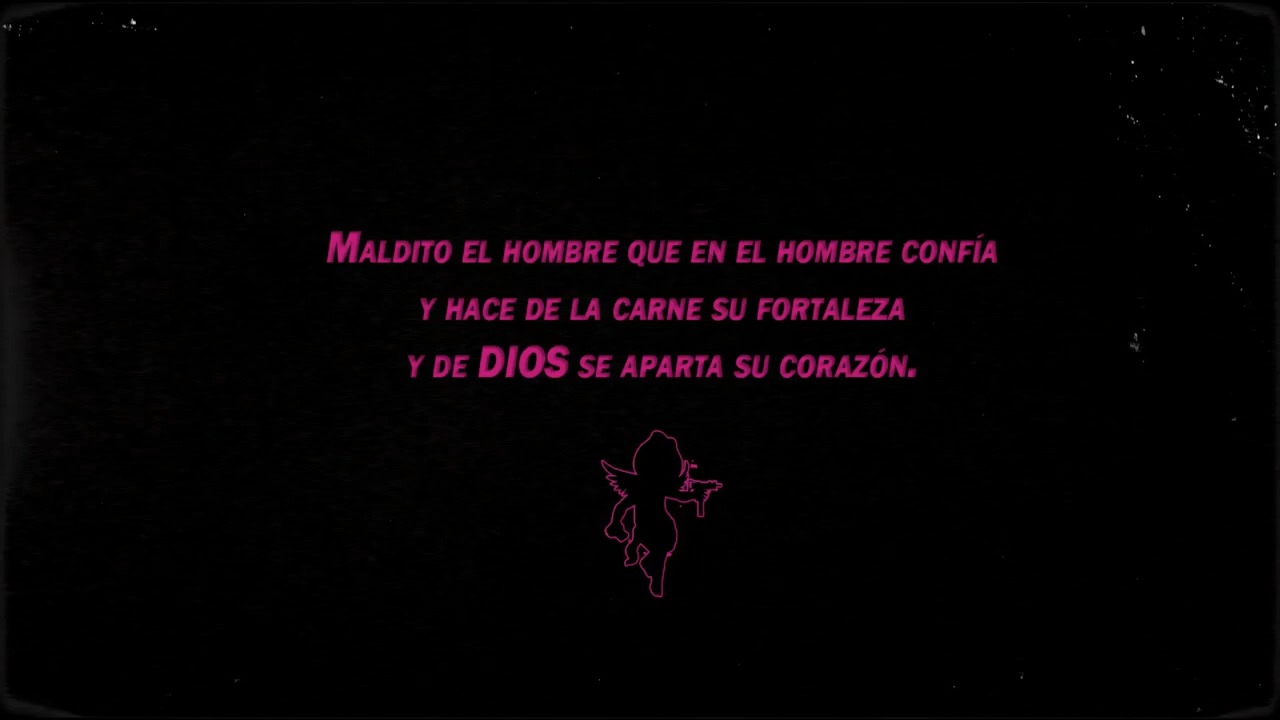 Maldito el hombre que en el hombre confía
y hace de la carne su fortaleza
y de DIOS se aparta su corazón.